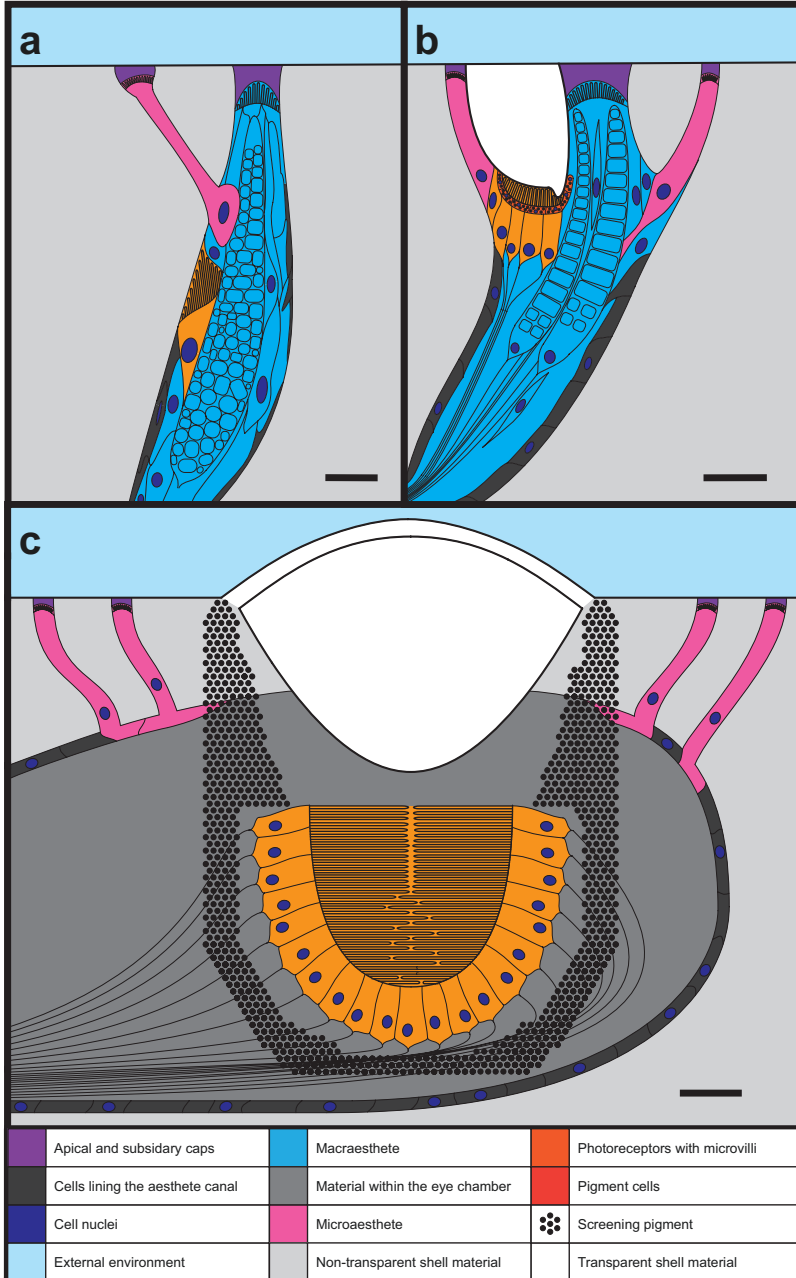 a
b
c
Apical and subsidary caps
Macraesthete
Photoreceptors with microvilli
Cells lining the aesthete canal
Material within the eye chamber
Pigment cells
Cell nuclei
Microaesthete
Screening pigment
External environment
Non-transparent shell material
Transparent shell material